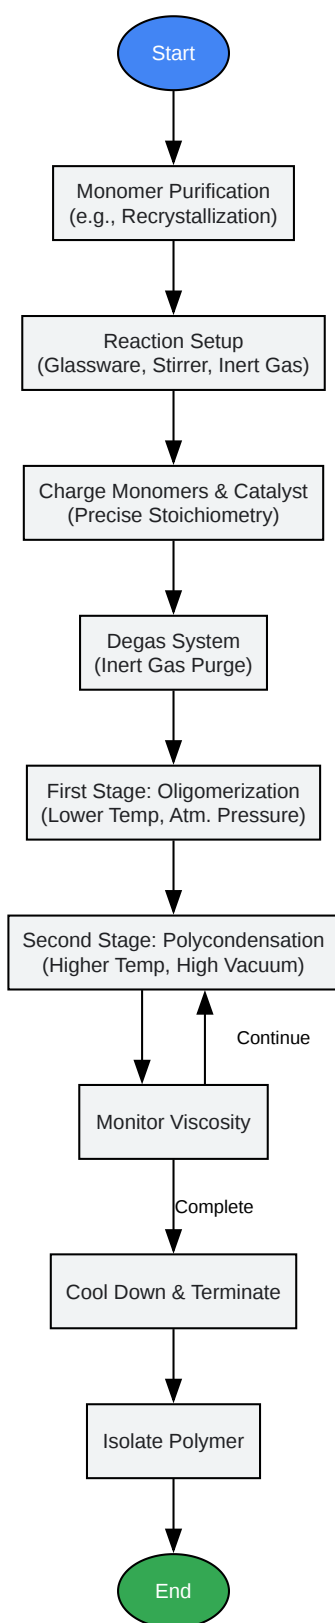 Start
Monomer Purification
(e.g., Recrystallization)
Reaction Setup
(Glassware, Stirrer, Inert Gas)
Charge Monomers & Catalyst
(Precise Stoichiometry)
Degas System
(Inert Gas Purge)
First Stage: Oligomerization
(Lower Temp, Atm. Pressure)
Second Stage: Polycondensation
(Higher Temp, High Vacuum)
Continue
Monitor Viscosity
Complete
Cool Down & Terminate
Isolate Polymer
End